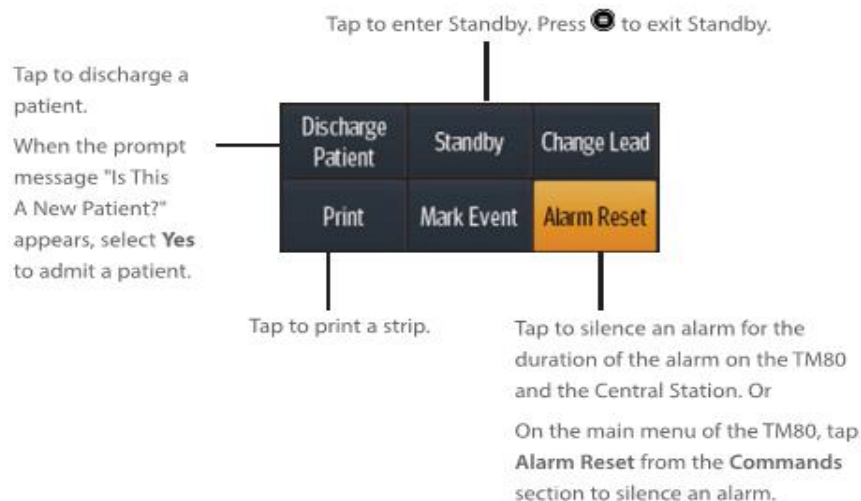 Tap to enter Standby. Press to exit Standby.
Tap to discharge a
patient.
When the prompt
message "Is This
A New Patient?"
appears, select Yes
to admit a patient.
Discharge
Patient
Standby
Change Lead
Print
Mark Event
Alarm Reset
Tap to print a strip.
Tap to silence an alarm for the
duration of the alarm on the TM80
and the Central Station. Or
On the main menu of the TM80, tap
Alarm Reset from the Commands
section to silence an alarm.